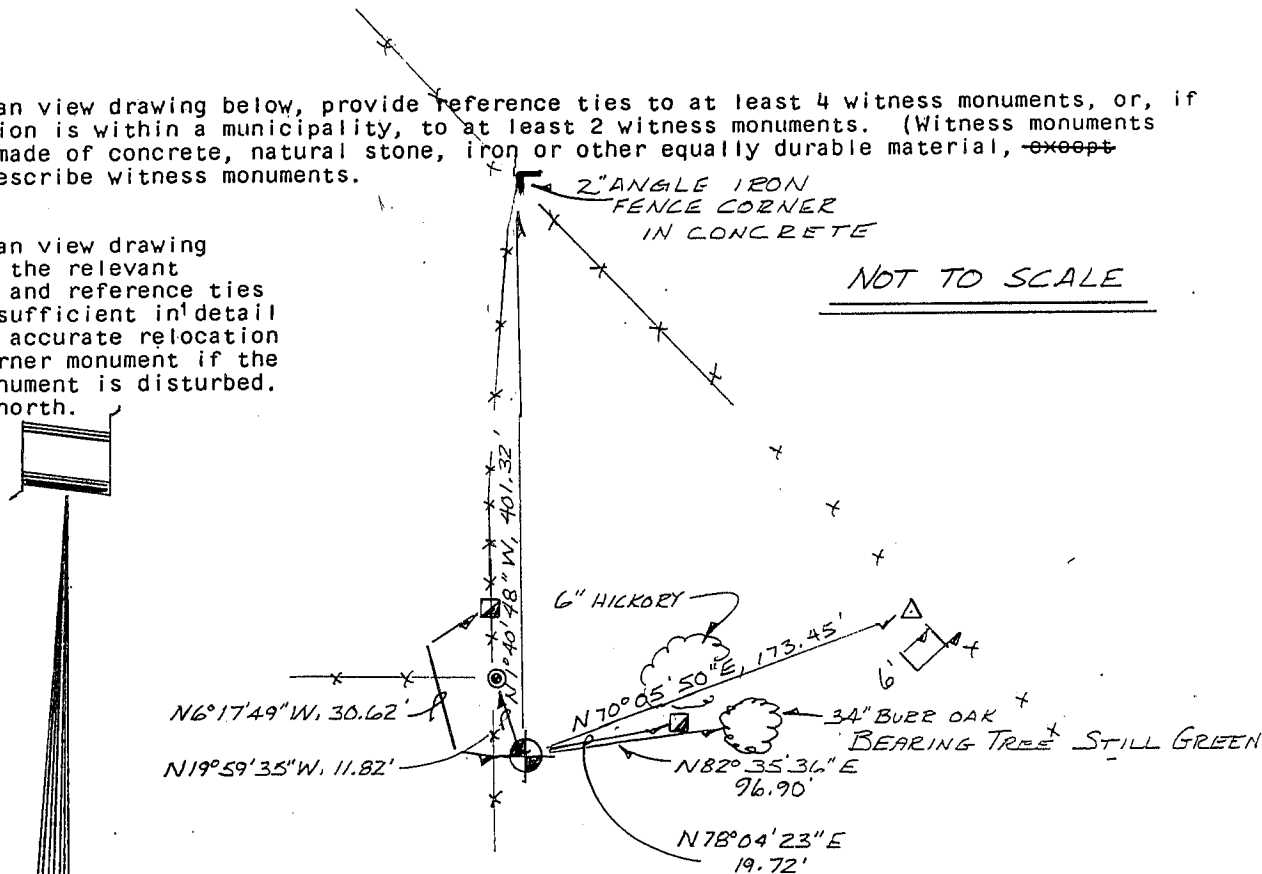 an view drawing below, provide reference ties to at least 4 witness monuments, or, if
ion is within a municipality, to at least 2 witness monuments. (Witness monuments
made of concrete, natural stone, iron or other equally durable material, except
escribe witness monuments.
2" ANGLE IRON
FENCE CORNER
IN CONCRETE
an view drawing
the relevant
and reference ties
sufficient in detail
accurate relocation
rner monument if the
nument is disturbed.
north.
NOT TO SCALE
N1°40'48"W, 401.32'
6" HICKORY
N70°05'50"E, 173.45'
6'
N6°17'49"W, 30.62'
34" BURR OAK
BEARING TREE STILL GREEN
N19°59'35"W, 11.82'
N82°35'36"E
96.90'
N78°04'23"E
19.72'